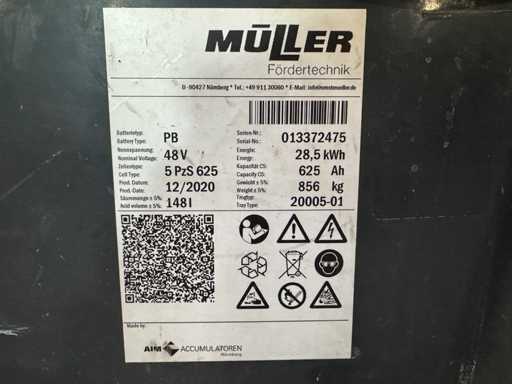 MÜLLER
Fördertechnik
D -90427 Nürnberg * Tel.: +49 911 30060 * E-Mail: info@ernstmueller.de
Batterietyp:
Battery Type: PB
Nennspannung:
Nominal Voltage: 48 V
Zellentype:
Cell Type: 5 PzS 625
Prod. Datum:
Prod. Date: 12/2020
Säuremenge ± 5%:
Acid volume ± 5%: 148 l
Serien-Nr.:
Serial-No.: 013372475
Energie:
Energy: 28,5 kWh
Kapazität C5:
Capacity C5: 625 Ah
Gewicht ± 5%:
Weight ± 5%: 856 kg
Trogtyp:
Tray Type: 20005-01
Made by:
AIM ACCUMULATOREN
Nürnberg